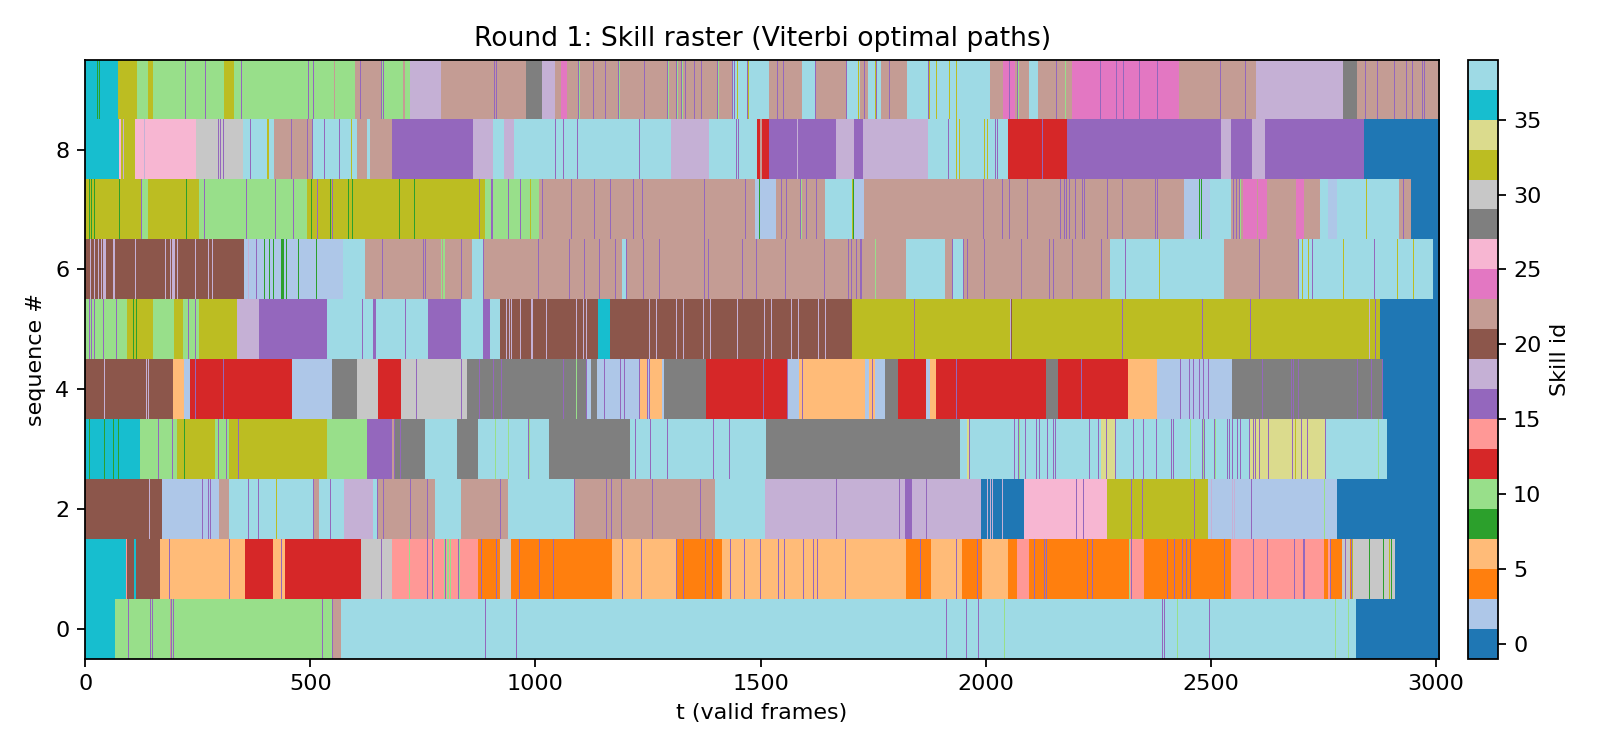 Round 1: Skill raster (Viterbi optimal paths)
sequence #
8
6
4
2
0
0 500 1000 1500 2000 2500 3000
t (valid frames)
35
30
25
20
15
10
5
0
Skill id